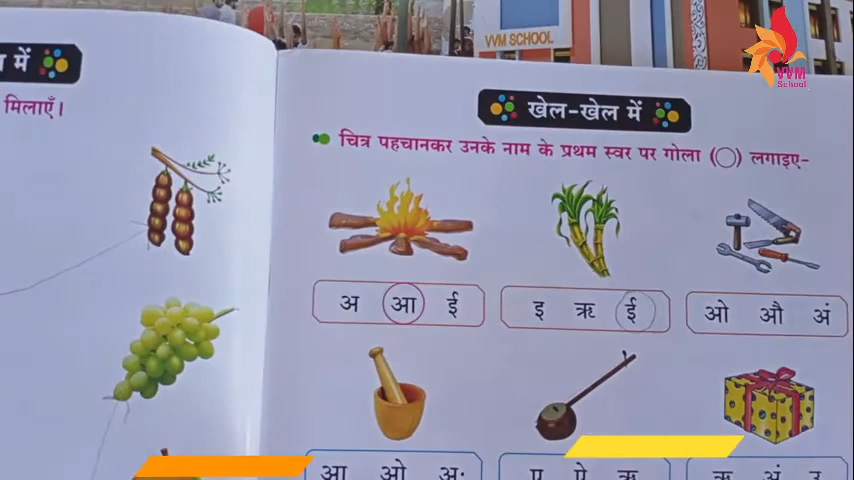 VVM SCHOOL
VVM
School
में
मिलाएँ।
खेल-खेल में
चित्र पहचानकर उनके नाम के प्रथम स्वर पर गोला (○) लगाइए-
अ आ ई
इ ऋ ई
ओ औ अं
आ ओ अः
ए ऐ ऋ
ऋ अं उ